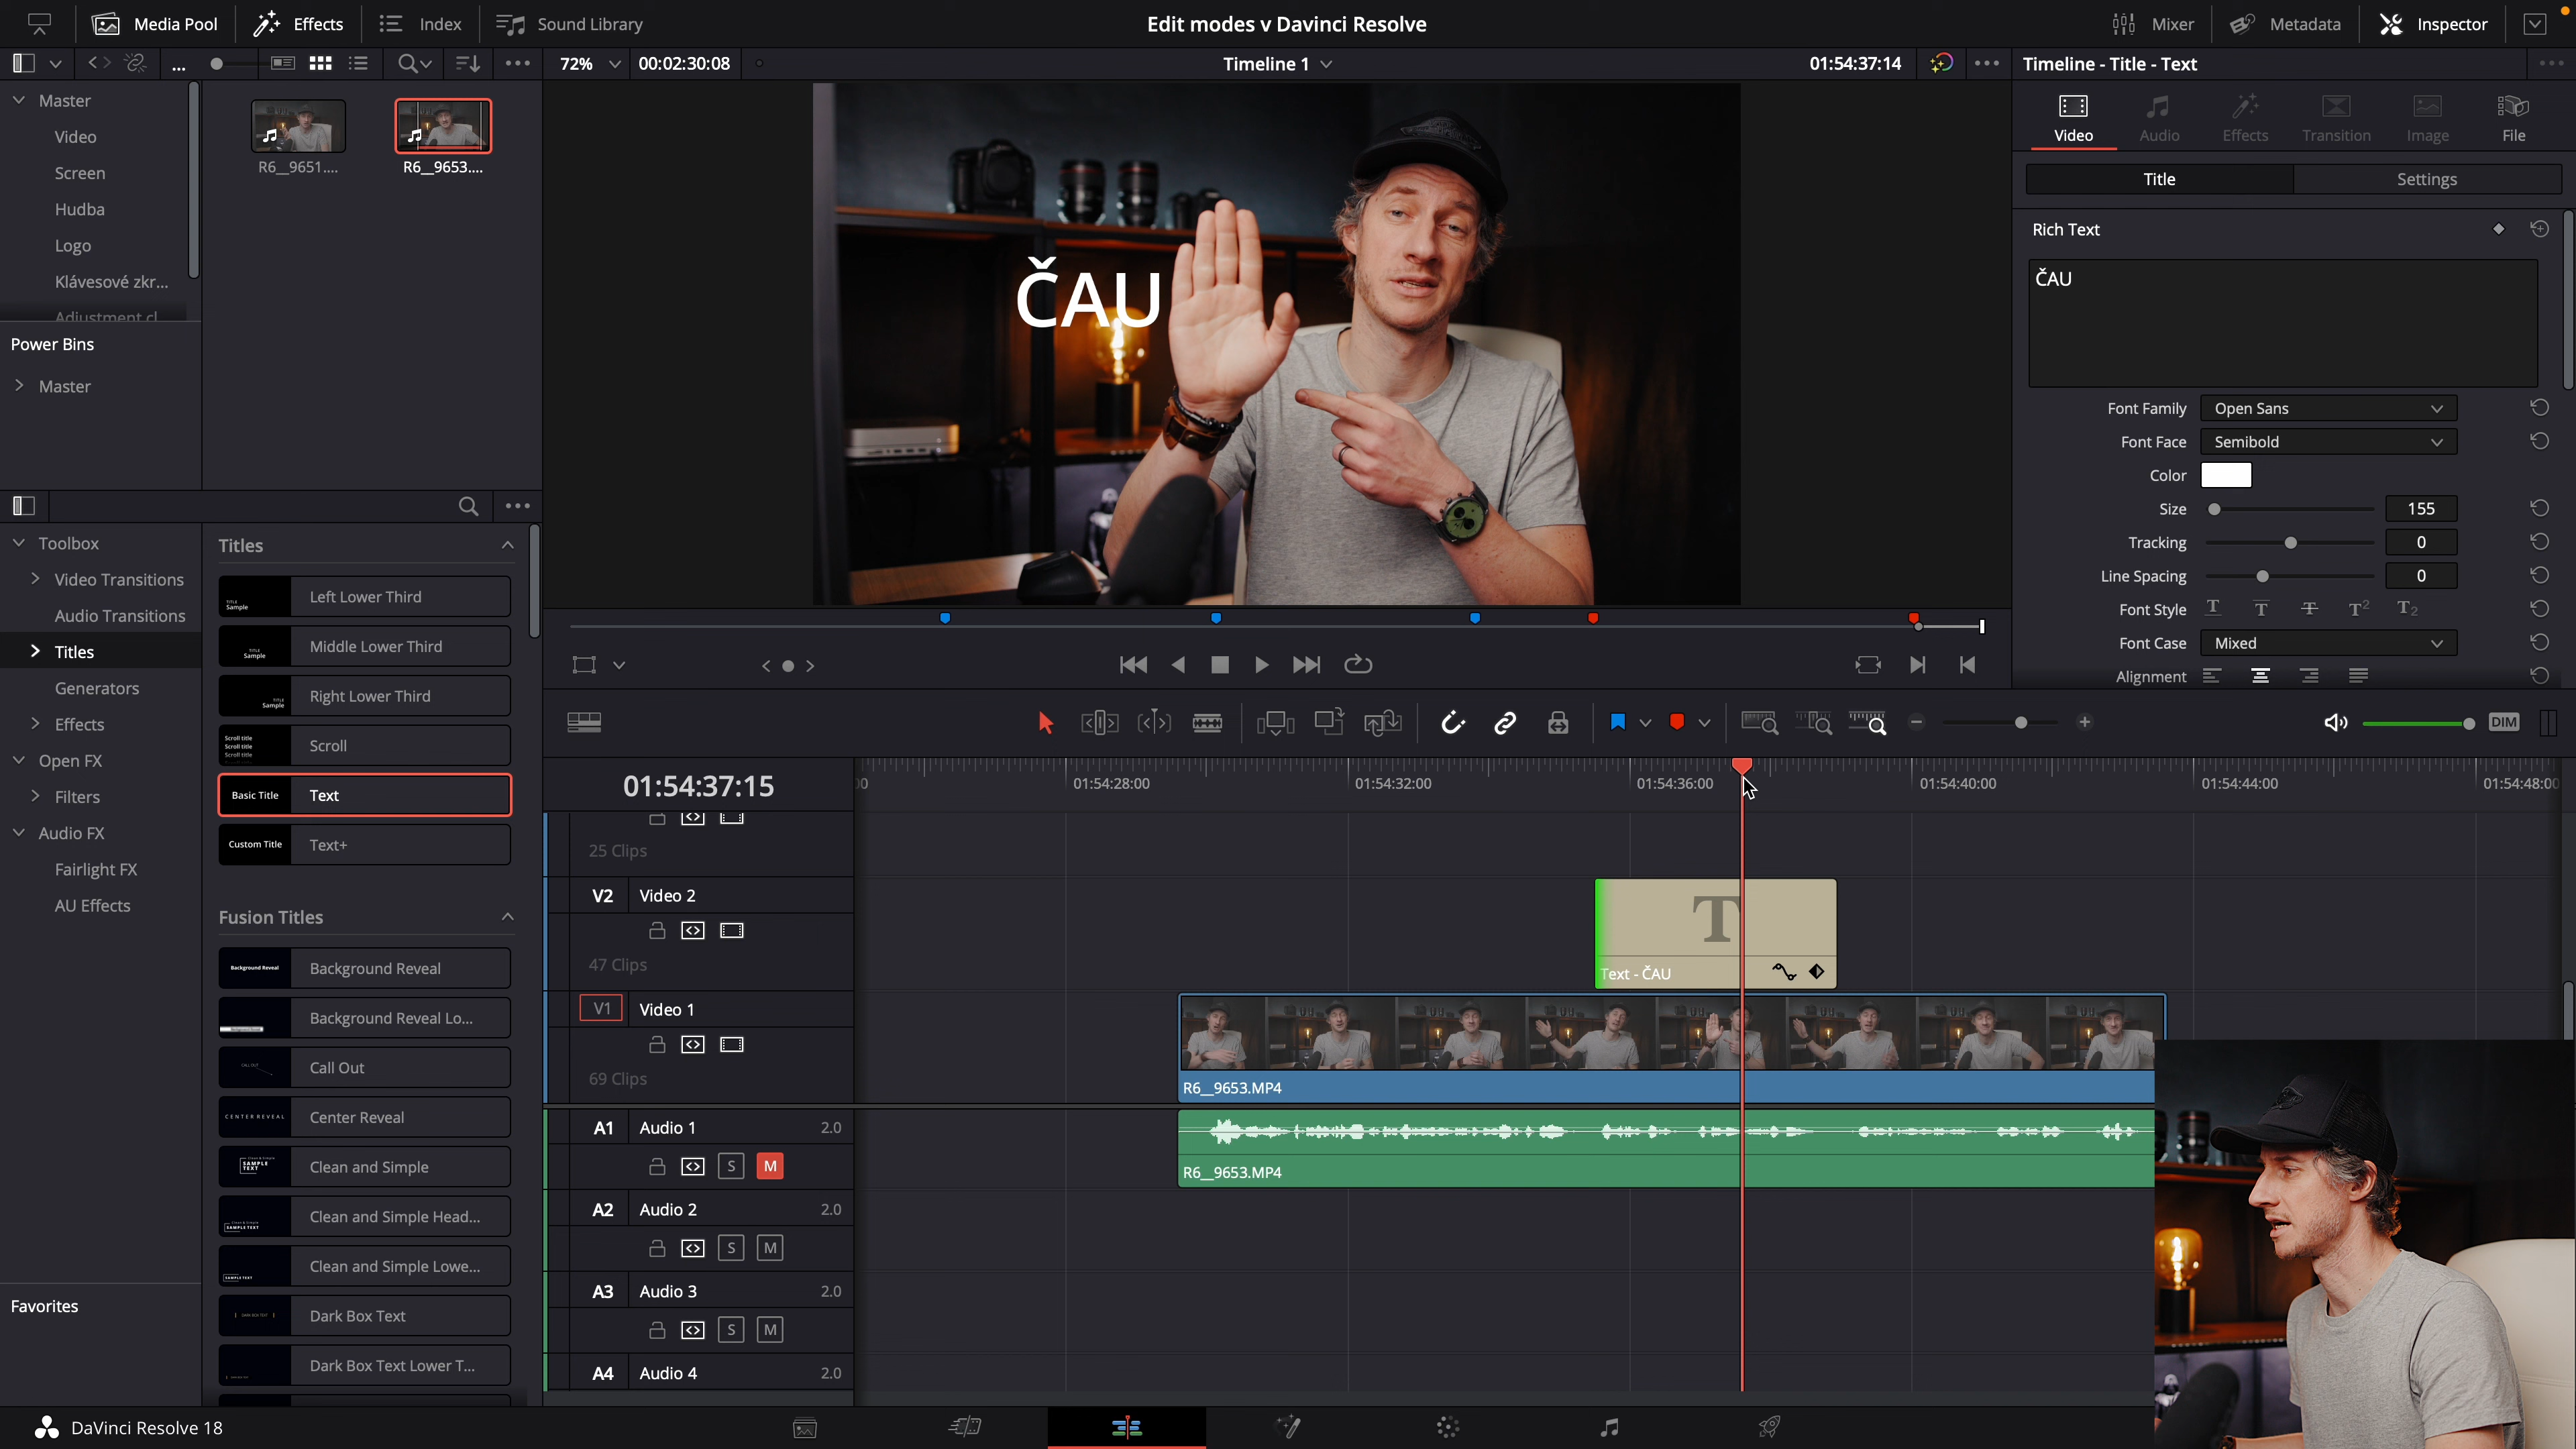 Media Pool
Effects
Index
Sound Library
Edit modes v Davinci Resolve
Mixer
Metadata
Inspector
72%
00:02:30:08
Timeline 1
01:54:37:14
Timeline - Title - Text
Master
Video
Screen
Hudba
Logo
Klávesové zkr...
Adjustment cl
Power Bins
Master
R6__9651....
R6__9653....
ČAU
Video
Audio
Effects
Transition
Image
File
Title
Settings
Rich Text
ČAU
Font Family
Open Sans
Font Face
Semibold
Color
Size
155
Tracking
0
Line Spacing
0
Font Style
Font Case
Mixed
Alignment
Toolbox
Video Transitions
Audio Transitions
Titles
Generators
Effects
Open FX
Filters
Audio FX
Fairlight FX
AU Effects
Favorites
Titles
Left Lower Third
Middle Lower Third
Right Lower Third
Scroll
Basic Title
Text
Custom Title
Text+
Fusion Titles
Background Reveal
Background Reveal
Background Reveal Lo...
Call Out
CENTER REVEAL
Center Reveal
SAMPLE TEXT
Clean and Simple
Clean and Simple Head...
Clean and Simple Lowe...
Dark Box Text
Dark Box Text Lower T...
DIM
01:54:37:15
01:54:28:00
01:54:32:00
01:54:36:00
01:54:40:00
01:54:44:00
01:54:48:00
25 Clips
V2
Video 2
47 Clips
T
Text - ČAU
V1
Video 1
69 Clips
R6__9653.MP4
A1
Audio 1
2.0
S
M
R6__9653.MP4
A2
Audio 2
2.0
S
M
A3
Audio 3
2.0
S
M
A4
Audio 4
2.0
DaVinci Resolve 18